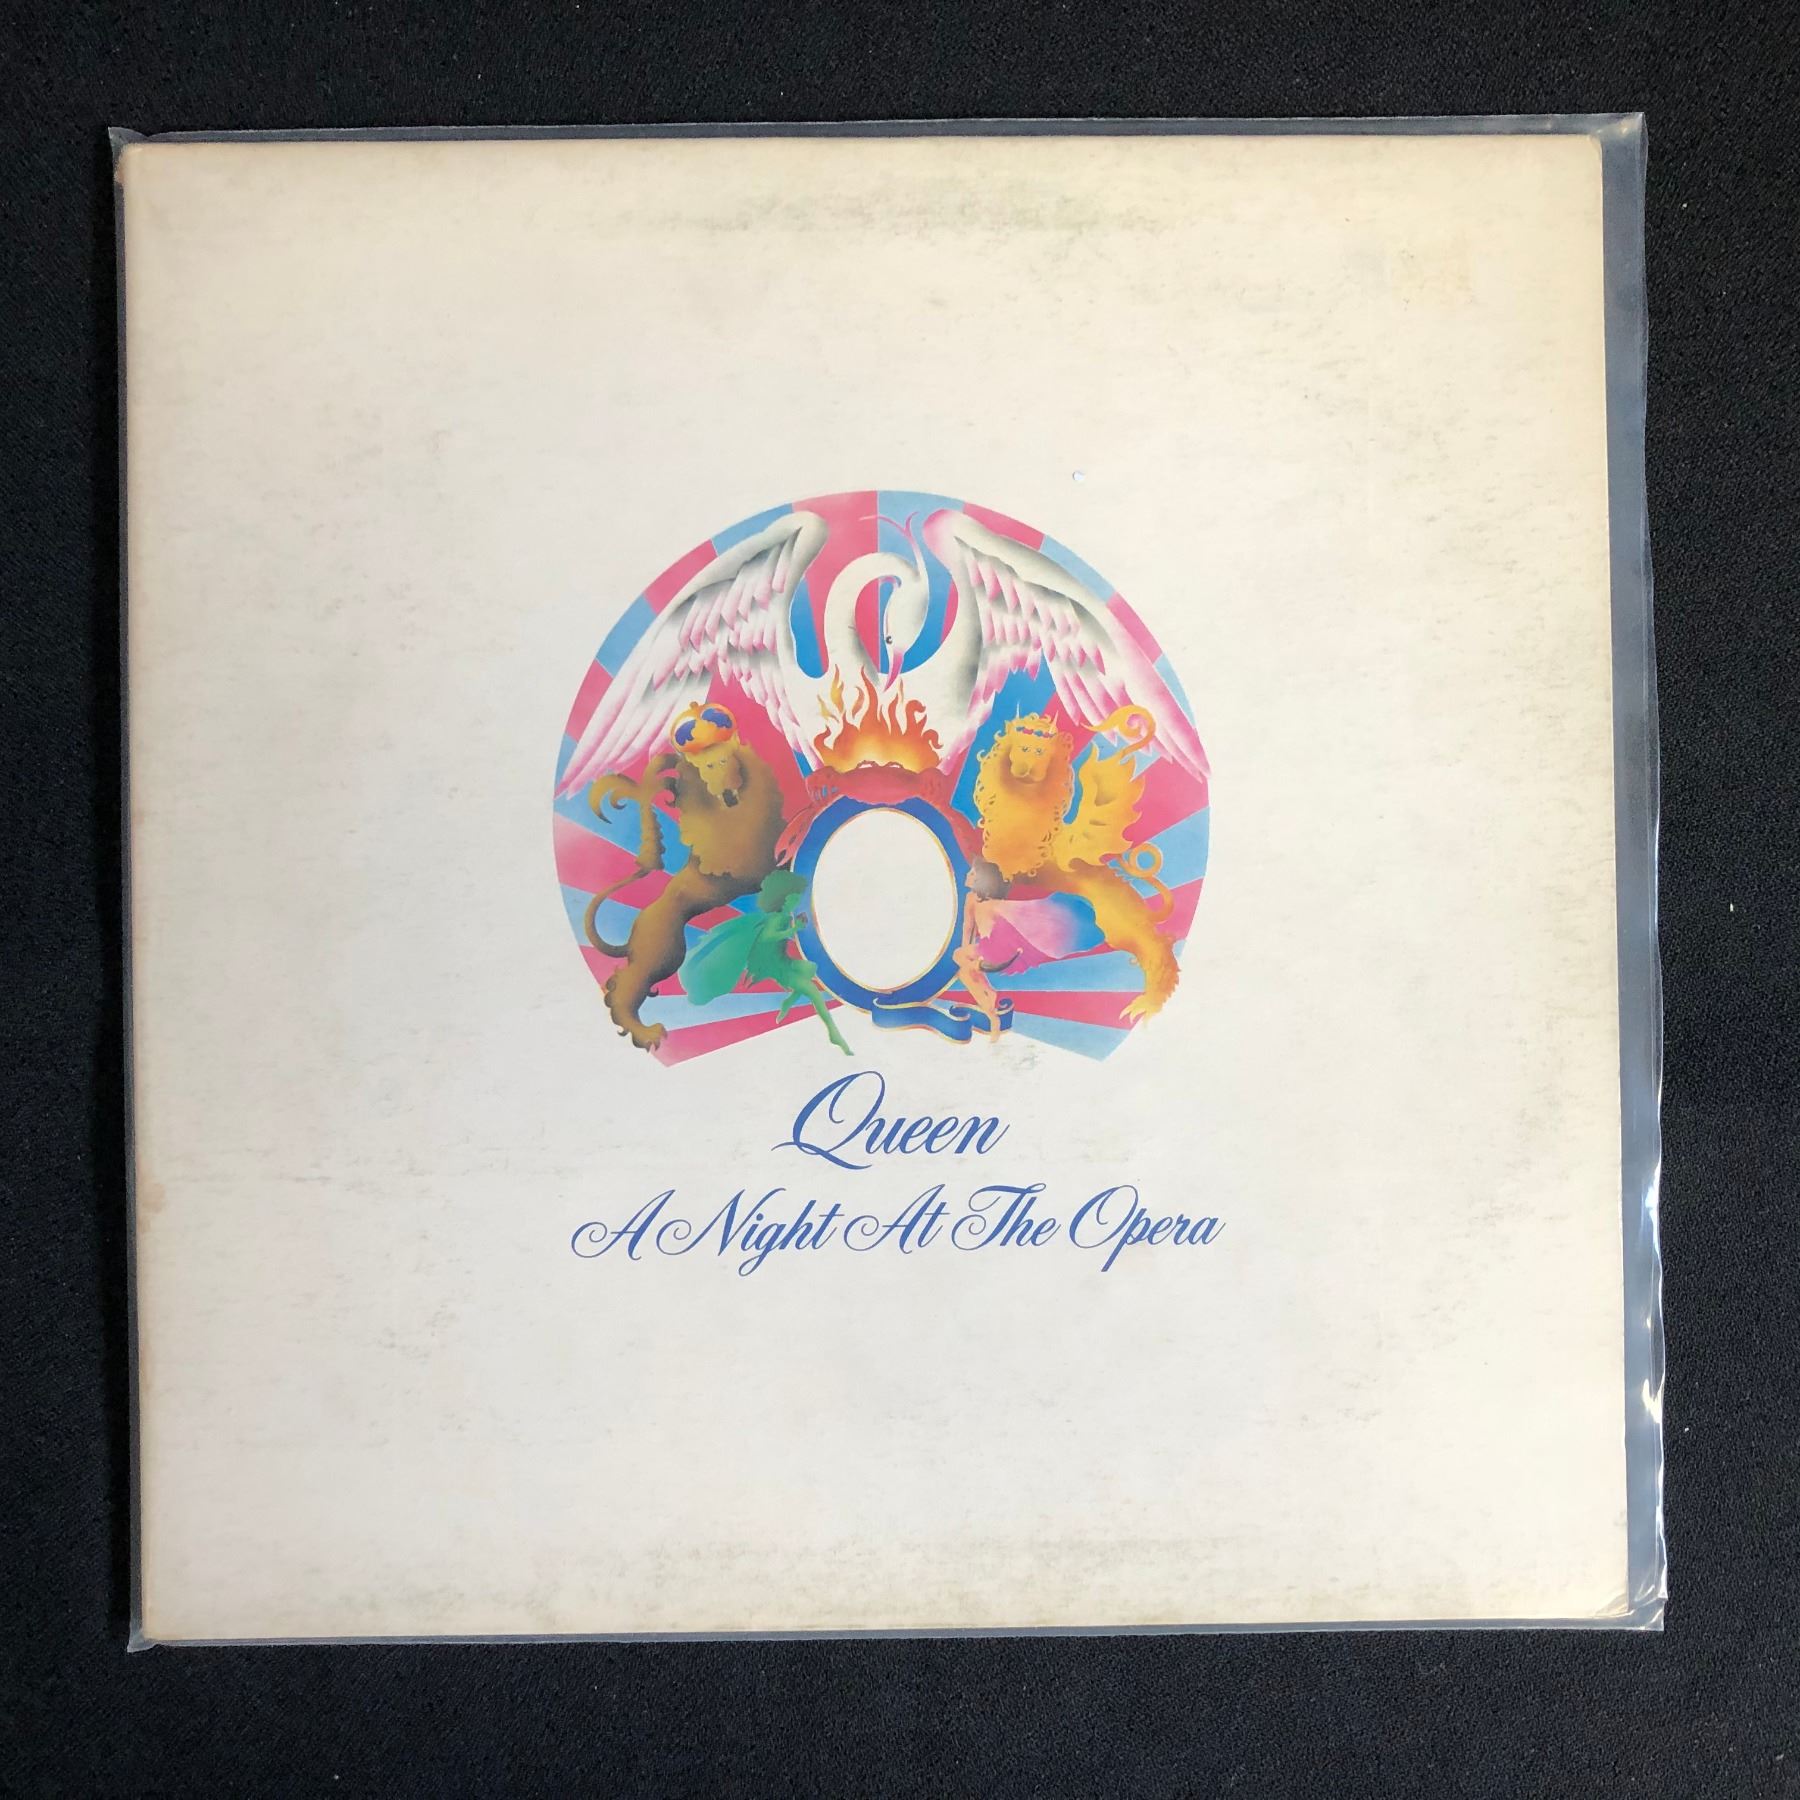 Queen
A Night At The Opera